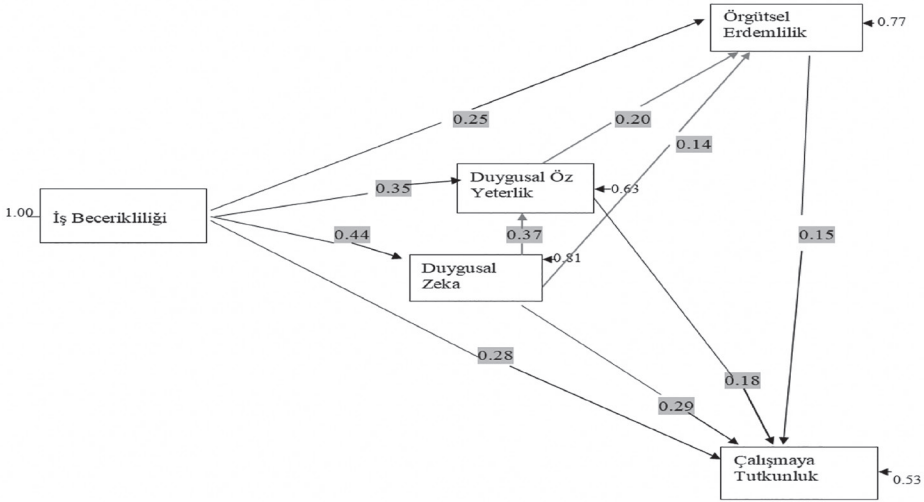 Örgütsel
Erdemlilik
0.77
0.25
0.20
0.14
Duygusal Öz
Yeterlik
0.63
0.35
1.00
İş Becerikliliği
0.44
0.37
0.15
Duygusal
Zeka
0.81
0.28
0.18
0.29
Çalışmaya
Tutkunluk
0.53